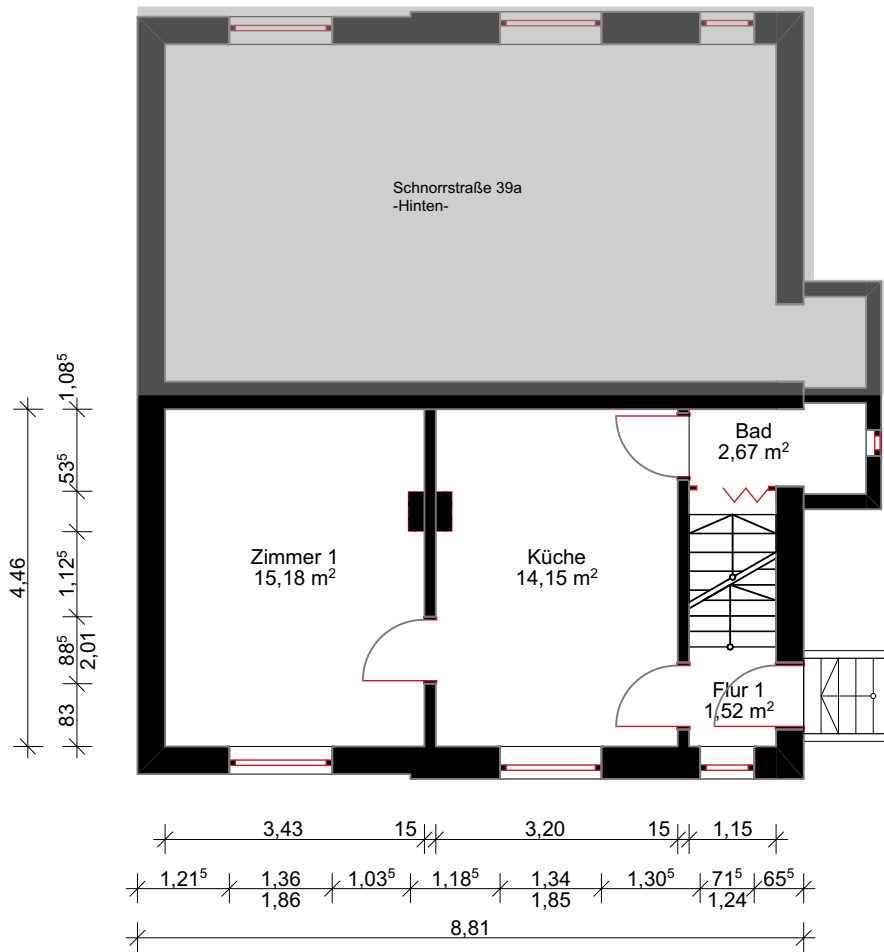 Schnorrstraße 39a
-Hinten-
Bad
2,67 m²
Zimmer 1
15,18 m²
Küche
14,15 m²
Flur 1
1,52 m²
4,46
1,08⁵
53⁵
1,12⁵
88⁵
2,01
83
3,43 15 3,20 15 1,15
1,21⁵ 1,36 1,03⁵ 1,18⁵ 1,34 1,30⁵ 71⁵ 65⁵
1,86 1,85 1,24
8,81